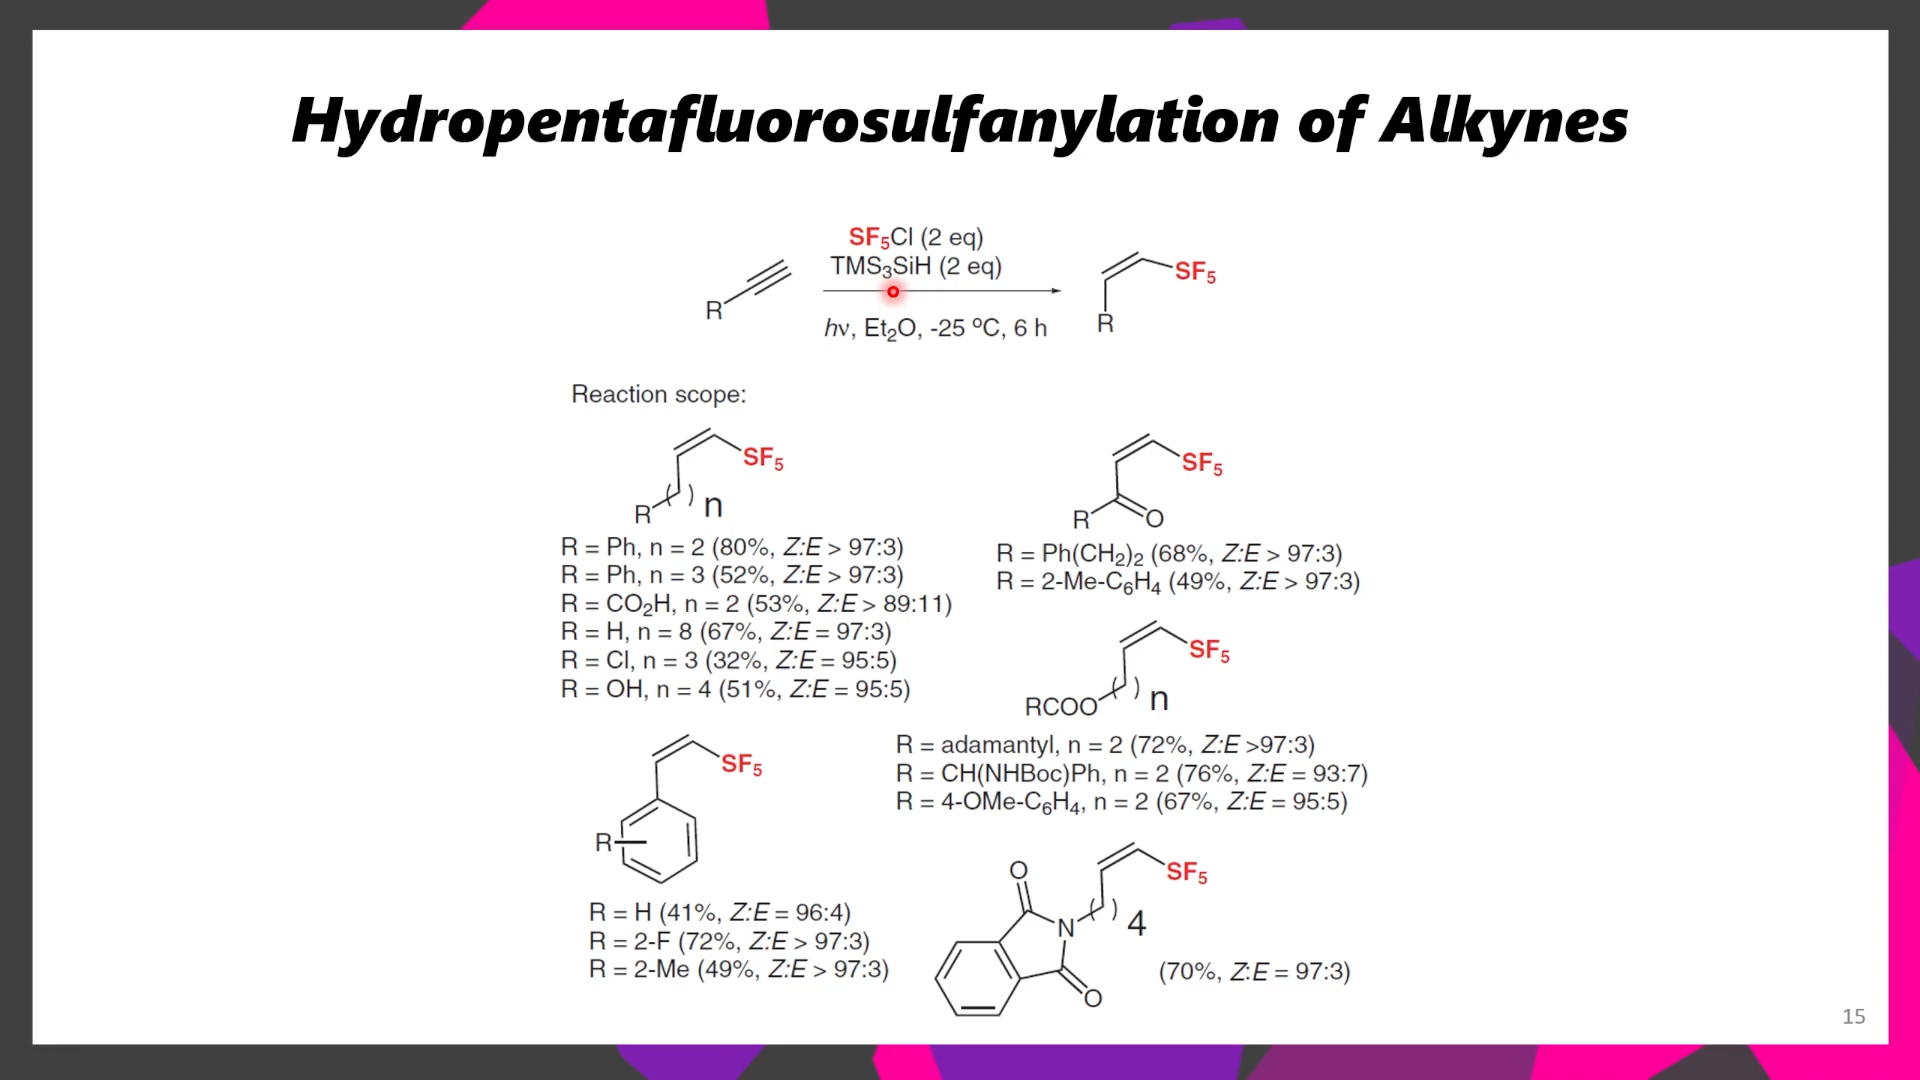 Hydropentafluorosulfanylation of Alkynes
SF5Cl (2 eq)
TMS3SiH (2 eq)
R
hν, Et2O, -25 ºC, 6 h
SF5
R
Reaction scope:
SF5
R ( ) n
R = Ph, n = 2 (80%, Z:E > 97:3)
R = Ph, n = 3 (52%, Z:E > 97:3)
R = CO2H, n = 2 (53%, Z:E > 89:11)
R = H, n = 8 (67%, Z:E = 97:3)
R = Cl, n = 3 (32%, Z:E = 95:5)
R = OH, n = 4 (51%, Z:E = 95:5)
SF5
R O
R = Ph(CH2)2 (68%, Z:E > 97:3)
R = 2-Me-C6H4 (49%, Z:E > 97:3)
SF5
RCOO ( ) n
R = adamantyl, n = 2 (72%, Z:E >97:3)
R = CH(NHBoc)Ph, n = 2 (76%, Z:E = 93:7)
R = 4-OMe-C6H4, n = 2 (67%, Z:E = 95:5)
SF5
R
R = H (41%, Z:E = 96:4)
R = 2-F (72%, Z:E > 97:3)
R = 2-Me (49%, Z:E > 97:3)
SF5
O
N ( ) 4
O
(70%, Z:E = 97:3)
15